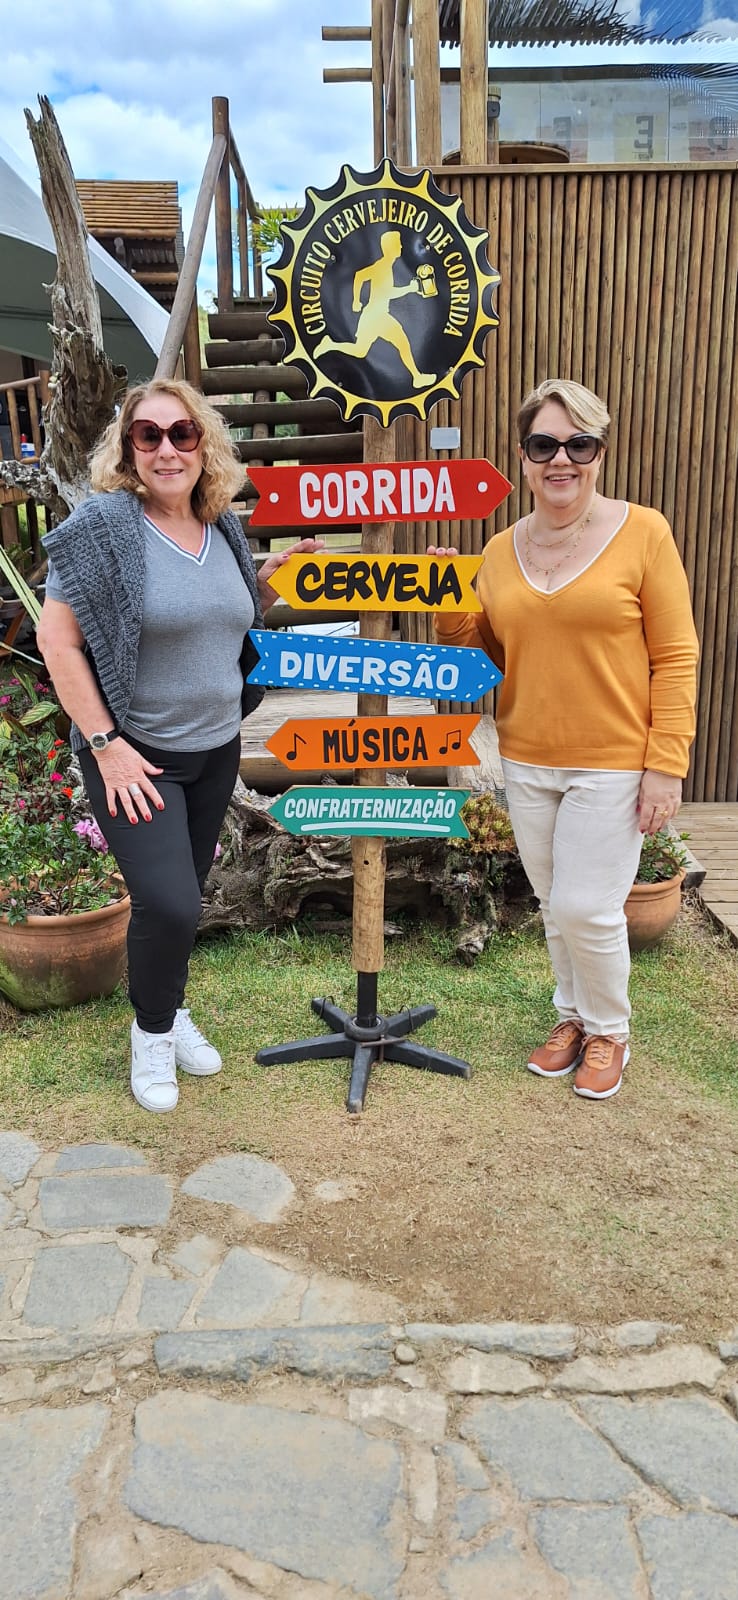 CIRCUITO CERVEJEIRO DE CORRIDA
CORRIDA
CERVEJA
DIVERSÃO
MÚSICA
CONFRATERNIZAÇÃO